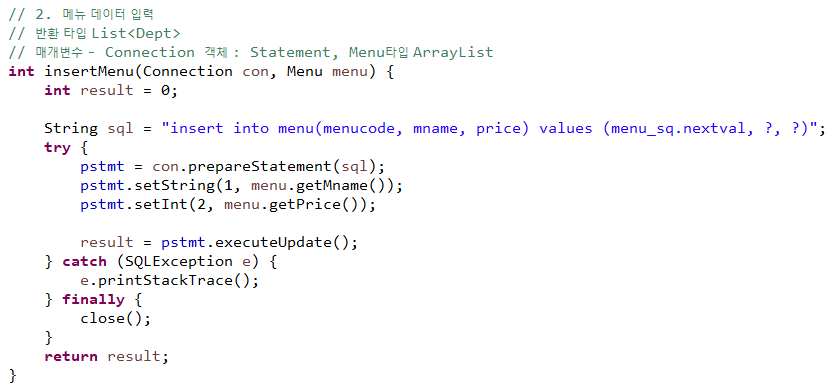 // 2. 메뉴 데이터 입력
// 반환 타입 List<Dept>
// 매개변수 - Connection 객체 : Statement, Menu타입 ArrayList
int insertMenu(Connection con, Menu menu) {
    int result = 0;
    String sql = "insert into menu(menucode, mname, price) values (menu_sq.nextval, ?, ?)";
    try {
        pstmt = con.prepareStatement(sql);
        pstmt.setString(1, menu.getMname());
        pstmt.setInt(2, menu.getPrice());
        result = pstmt.executeUpdate();
    } catch (SQLException e) {
        e.printStackTrace();
    } finally {
        close();
    }
    return result;
}